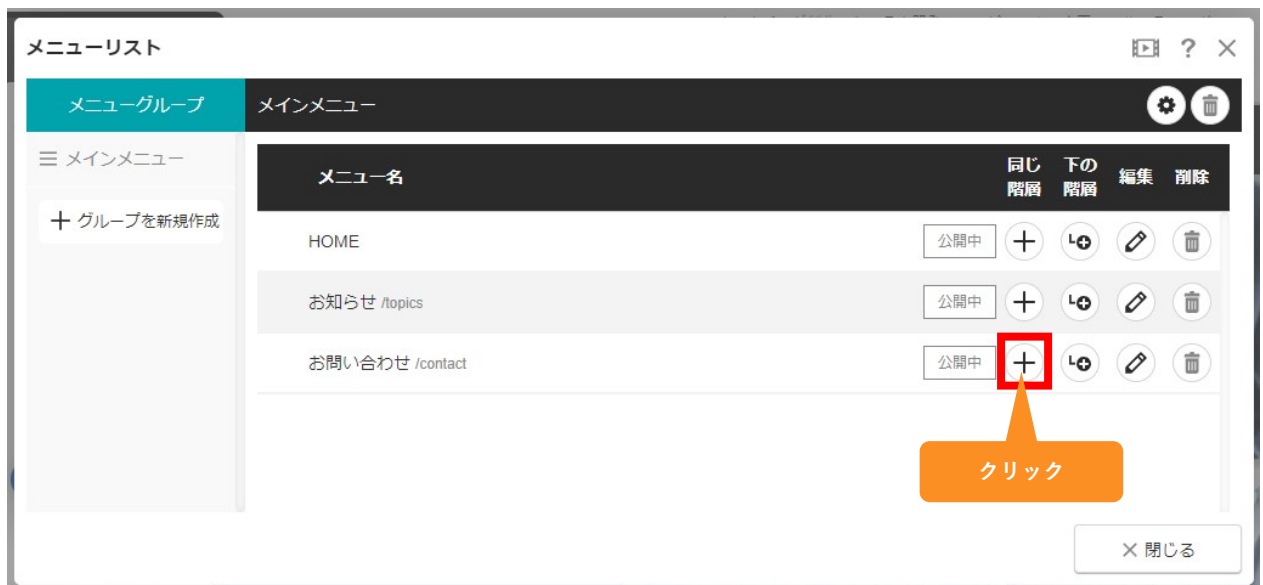 メニューリスト
?
メニューグループ
メインメニュー
メインメニュー
グループを新規作成
メニュー名
同じ
階層
下の
階層
編集
削除
HOME
公開中
お知らせ /topics
公開中
お問い合わせ /contact
公開中
クリック
× 閉じる